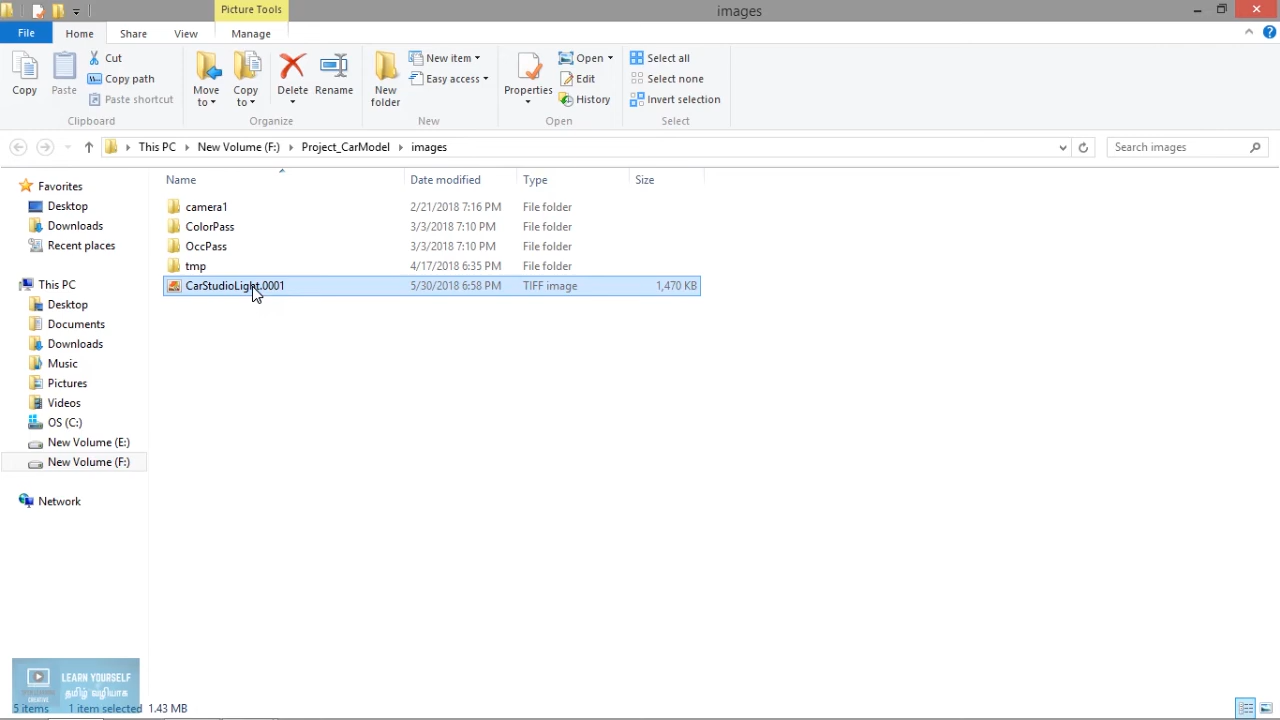 Picture Tools
images
File
Home
Share
View
Manage
Copy
Paste
Cut
Copy path
Paste shortcut
Clipboard
Move to
Copy to
Delete
Rename
Organize
New folder
New item
Easy access
New
Properties
Open
Edit
History
Open
Select all
Select none
Invert selection
Select
This PC
New Volume (F:)
Project_CarModel
images
Search images
Name
Date modified
Type
Size
camera1 2/21/2018 7:16 PM File folder
ColorPass 3/3/2018 7:10 PM File folder
OccPass 3/3/2018 7:10 PM File folder
tmp 4/17/2018 6:35 PM File folder
CarStudioLight.0001 5/30/2018 6:58 PM TIFF image 1,470 KB
Favorites
Desktop
Downloads
Recent places
This PC
Desktop
Documents
Downloads
Music
Pictures
Videos
OS (C:)
New Volume (E:)
New Volume (F:)
Network
LEARN YOURSELF
தமிழ் வழியாக
CREATIVE
5 items 1 item selected 1.43 MB